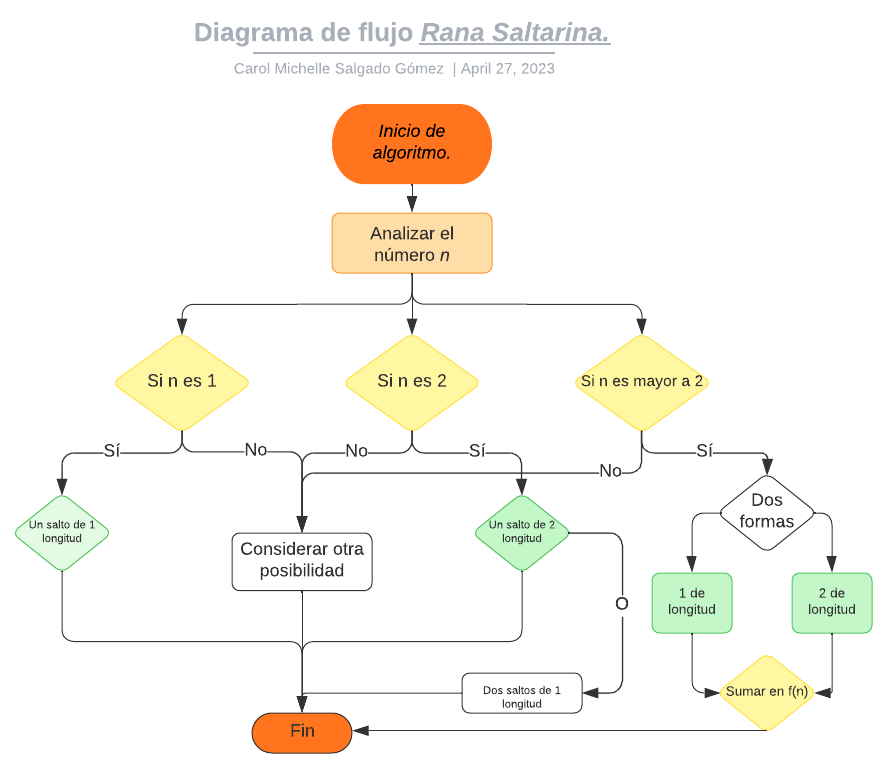 Diagrama de flujo Rana Saltarina.
Carol Michelle Salgado Gómez | April 27, 2023
Inicio de
algoritmo.
Analizar el
número n
Si n es 1
Si n es 2
Si n es mayor a 2
Sí
No
No
Sí
No
Sí
Un salto de 1
longitud
Considerar otra
posibilidad
Un salto de 2
longitud
Dos
formas
O
1 de
longitud
2 de
longitud
Dos saltos de 1
longitud
Sumar en f(n)
Fin